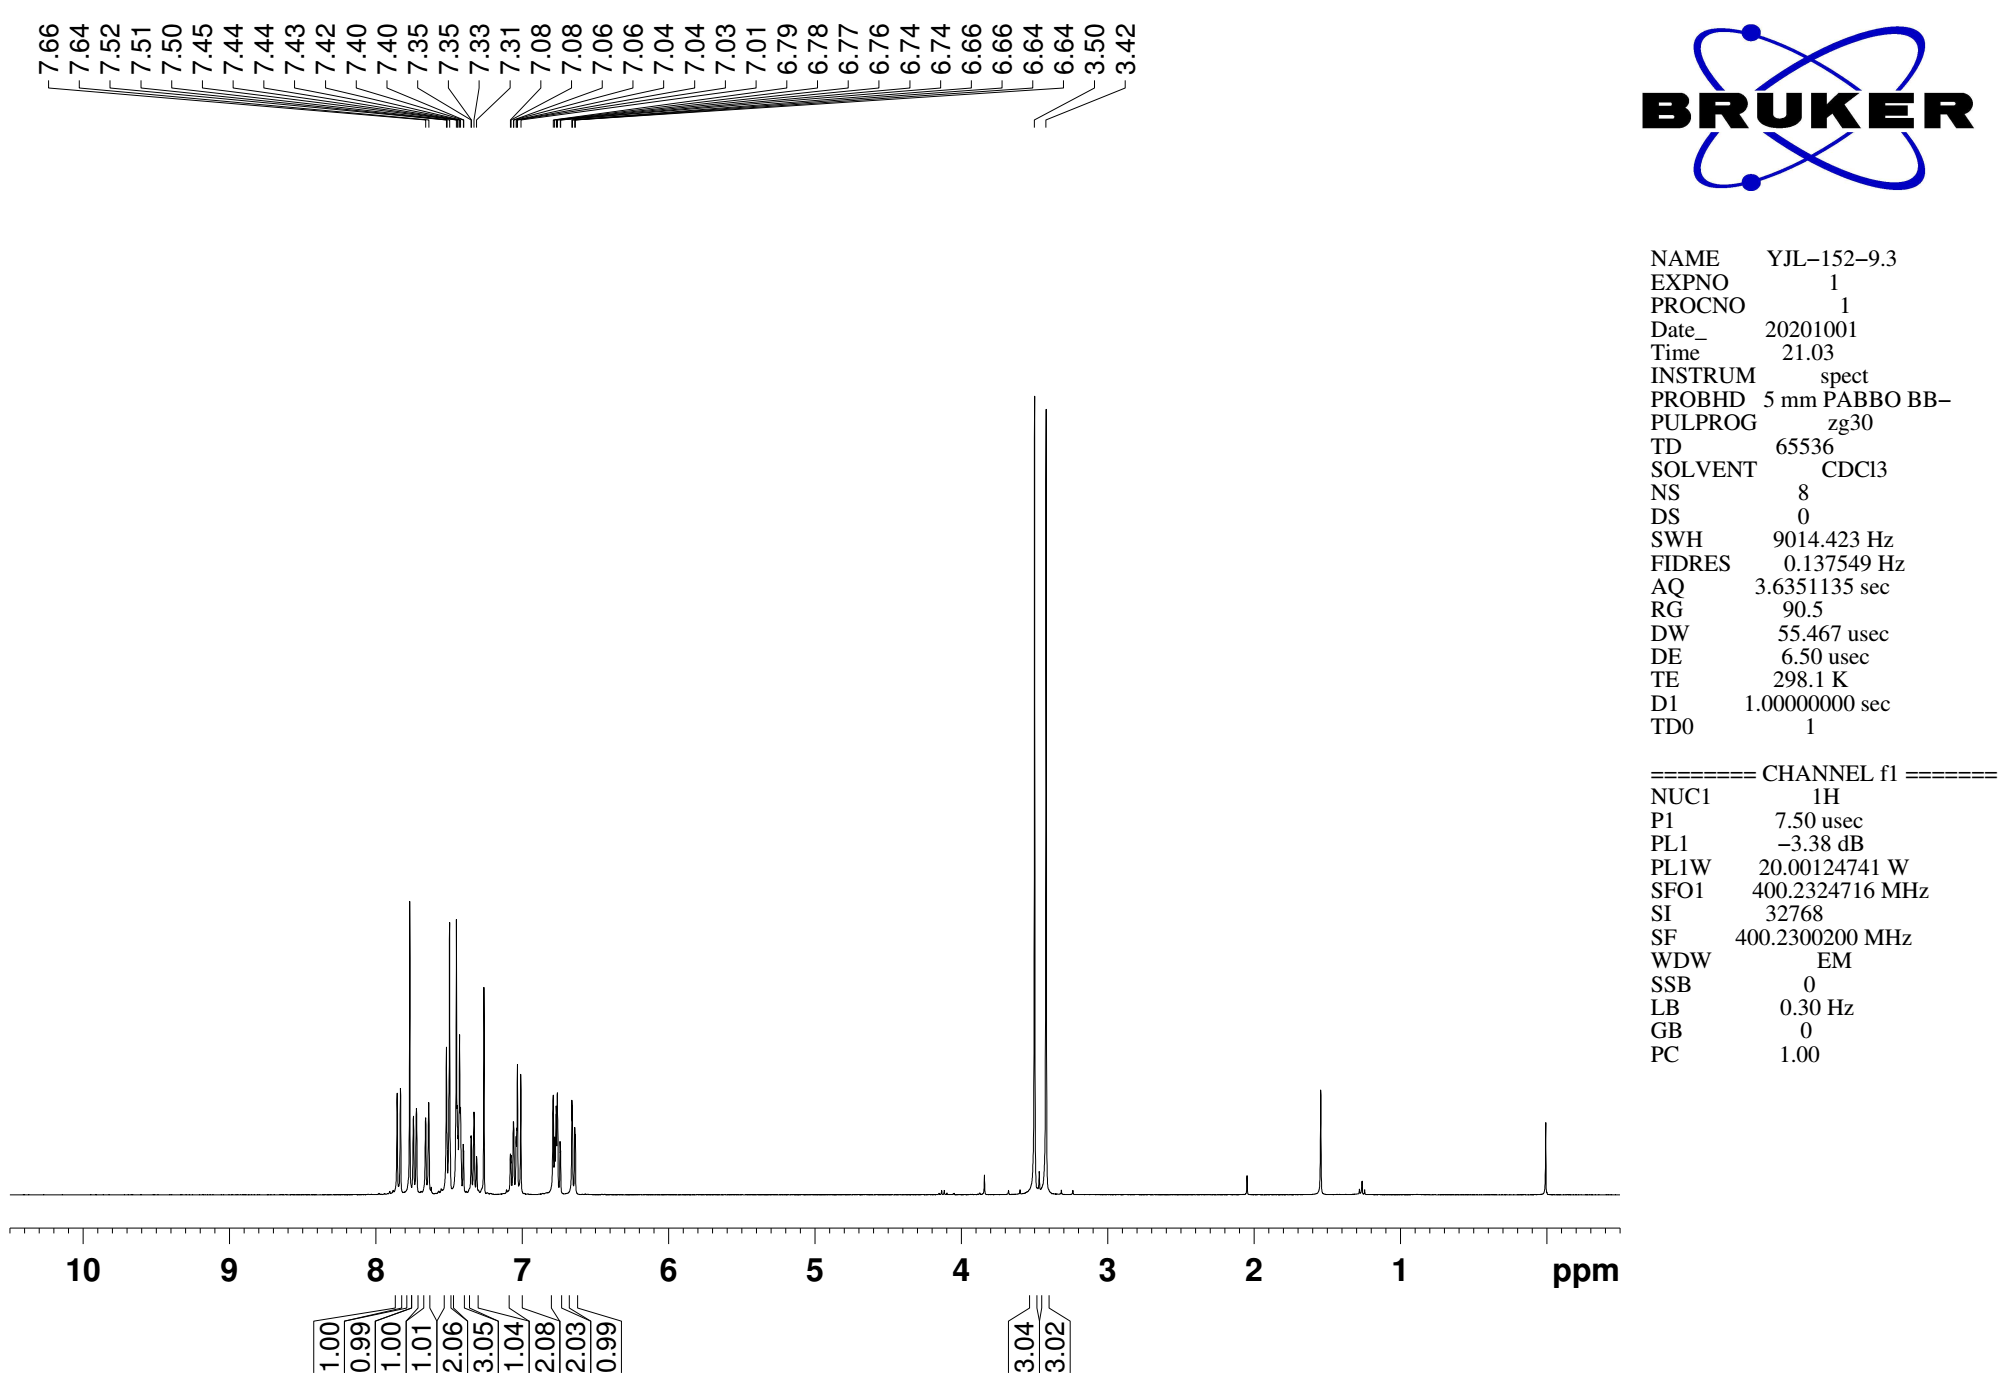 7.66 7.64 7.52 7.51 7.50 7.45 7.44 7.44 7.43 7.42 7.40 7.40 7.35 7.35 7.33 7.31 7.08 7.08 7.06 7.06 7.04 7.04 7.03 7.01 6.79 6.78 6.77 6.76 6.74 6.74 6.66 6.66 6.64 6.64 3.50 3.42
BRUKER
NAME YJL-152-9.3
EXPNO 1
PROCNO 1
Date_ 20201001
Time 21.03
INSTRUM spect
PROBHD 5 mm PABBO BB-
PULPROG zg30
TD 65536
SOLVENT CDCl3
NS 8
DS 0
SWH 9014.423 Hz
FIDRES 0.137549 Hz
AQ 3.6351135 sec
RG 90.5
DW 55.467 usec
DE 6.50 usec
TE 298.1 K
D1 1.00000000 sec
TD0 1
======== CHANNEL f1 =======
NUC1 1H
P1 7.50 usec
PL1 -3.38 dB
PL1W 20.00124741 W
SFO1 400.2324716 MHz
SI 32768
SF 400.2300200 MHz
WDW EM
SSB 0
LB 0.30 Hz
GB 0
PC 1.00
10 9 8 7 6 5 4 3 2 1 ppm
1.00 0.99 1.00 1.01 2.06 3.05 1.04 2.08 2.03 0.99 3.04 3.02